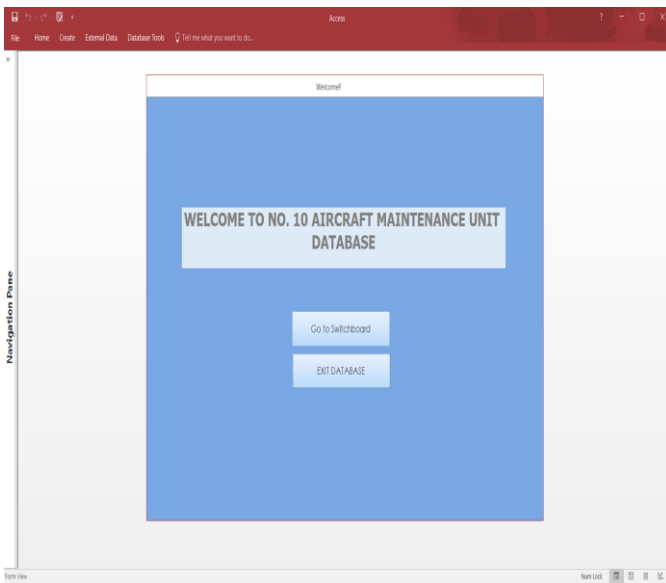 Access
?
File Home Create External Data Database Tools Tell me what you want to do...
»
WelcomeF
WELCOME TO NO. 10 AIRCRAFT MAINTENANCE UNIT
DATABASE
Go to Switchboard
EXIT DATABASE
Navigation Pane
Form View
Num Lock